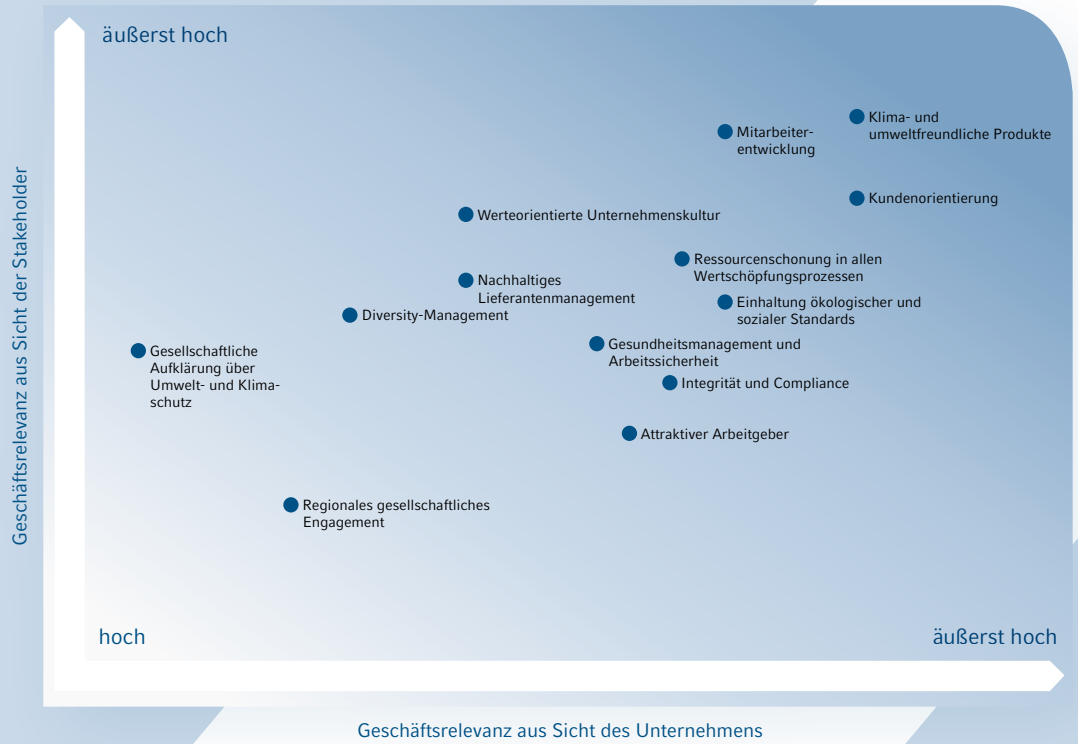 äußerst hoch
Klima- und
umweltfreundliche Produkte
Mitarbeiter-
entwicklung
Kundenorientierung
Werteorientierte Unternehmenskultur
Ressourcenschonung in allen
Wertschöpfungsprozessen
Nachhaltiges
Lieferantenmanagement
Einhaltung ökologischer und
sozialer Standards
Diversity-Management
Gesundheitsmanagement und
Arbeitssicherheit
Gesellschaftliche
Aufklärung über
Umwelt- und Klima-
schutz
Integrität und Compliance
Attraktiver Arbeitgeber
Regionales gesellschaftliches
Engagement
hoch
äußerst hoch
Geschäftsrelevanz aus Sicht der Stakeholder
Geschäftsrelevanz aus Sicht des Unternehmens